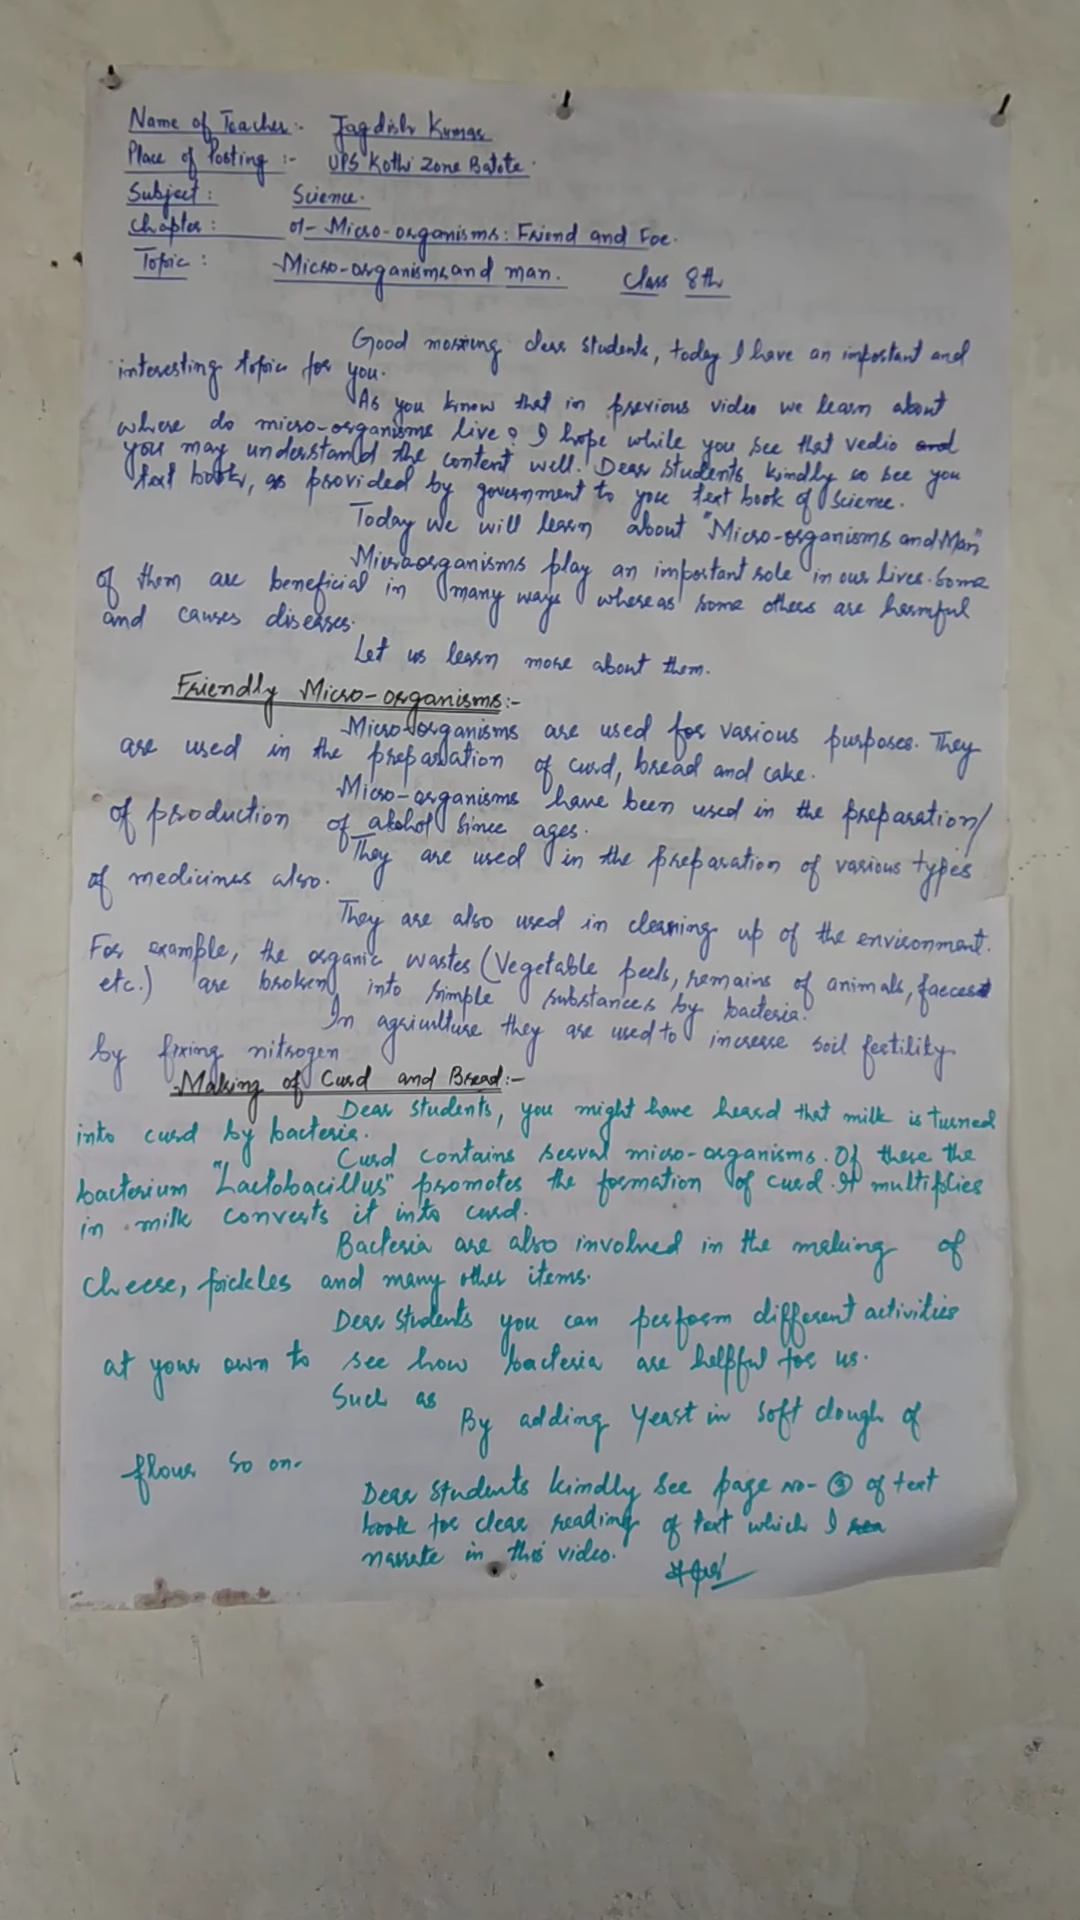 Name of Teacher:- Jagdish Kumar
Place of Posting :- UPS Kothi Zone Batote.
Subject : Science.
Chapter : 01- Micro-organisms: Friend and Foe.
Topic : Micro-organisms and man. Class 8th
Good morning dear students, today I have an important and
interesting topic for you.
As you know that in previous video we learn about
where do micro-organisms live? I hope while you see that vedio and
you may understand the content well. Dear students kindly so see you
text book, as provided by government to you text book of Science.
Today we will learn about "Micro-organisms and Man"
Microorganisms play an important role in our lives. Some
of them are beneficial in many ways whereas some others are harmful
and causes diseases.
Let us learn more about them.
Friendly Micro-organisms:-
Micro-organisms are used for various purposes. They
are used in the preparation of curd, bread and cake.
Micro-organisms have been used in the preparation/
of production of alcohol since ages.
They are used in the preparation of various types
of medicines also.
They are also used in cleaning up of the environment.
For example, the organic wastes (Vegetable peels, remains of animals, faeces
etc.) are broken into simple substances by bacteria.
In agriculture they are used to increase soil fertility
by fixing nitrogen
Making of Curd and Bread:-
Dear students, you might have heard that milk is turned
into curd by bacteria.
Curd contains serval micro-organisms. Of these the
bacterium "Lactobacillus" promotes the formation of curd. It multiplies
in milk converts it into curd.
Bacteria are also involved in the making of
cheese, pickles and many other items.
Dear students you can perform different activities
at your own to see how bacteria are helpful for us.
Such as
By adding Yeast in soft dough of
flour so on.
Dear students kindly see page no- 3 of text
book for clear reading of text which I
narrate in this video.